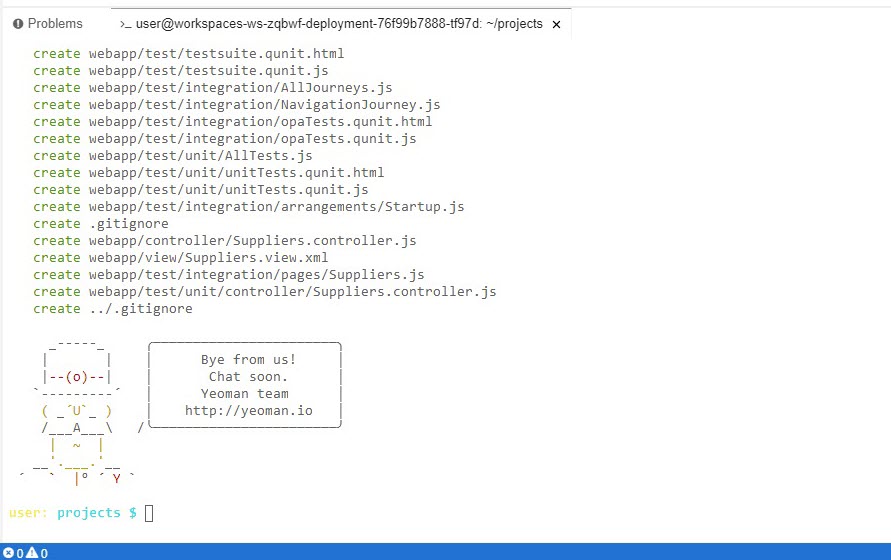 Problems
>_ user@workspaces-ws-zqbwf-deployment-76f99b7888-tf97d: ~/projects ×
create webapp/test/testsuite.qunit.html
create webapp/test/testsuite.qunit.js
create webapp/test/integration/AllJourneys.js
create webapp/test/integration/NavigationJourney.js
create webapp/test/integration/opaTests.qunit.html
create webapp/test/integration/opaTests.qunit.js
create webapp/test/unit/AllTests.js
create webapp/test/unit/unitTests.qunit.html
create webapp/test/unit/unitTests.qunit.js
create webapp/test/integration/arrangements/Startup.js
create .gitignore
create webapp/controller/Suppliers.controller.js
create webapp/view/Suppliers.view.xml
create webapp/test/integration/pages/Suppliers.js
create webapp/test/unit/controller/Suppliers.controller.js
create ../.gitignore
Bye from us!
Chat soon.
Yeoman team
http://yeoman.io
user: projects $
0 0